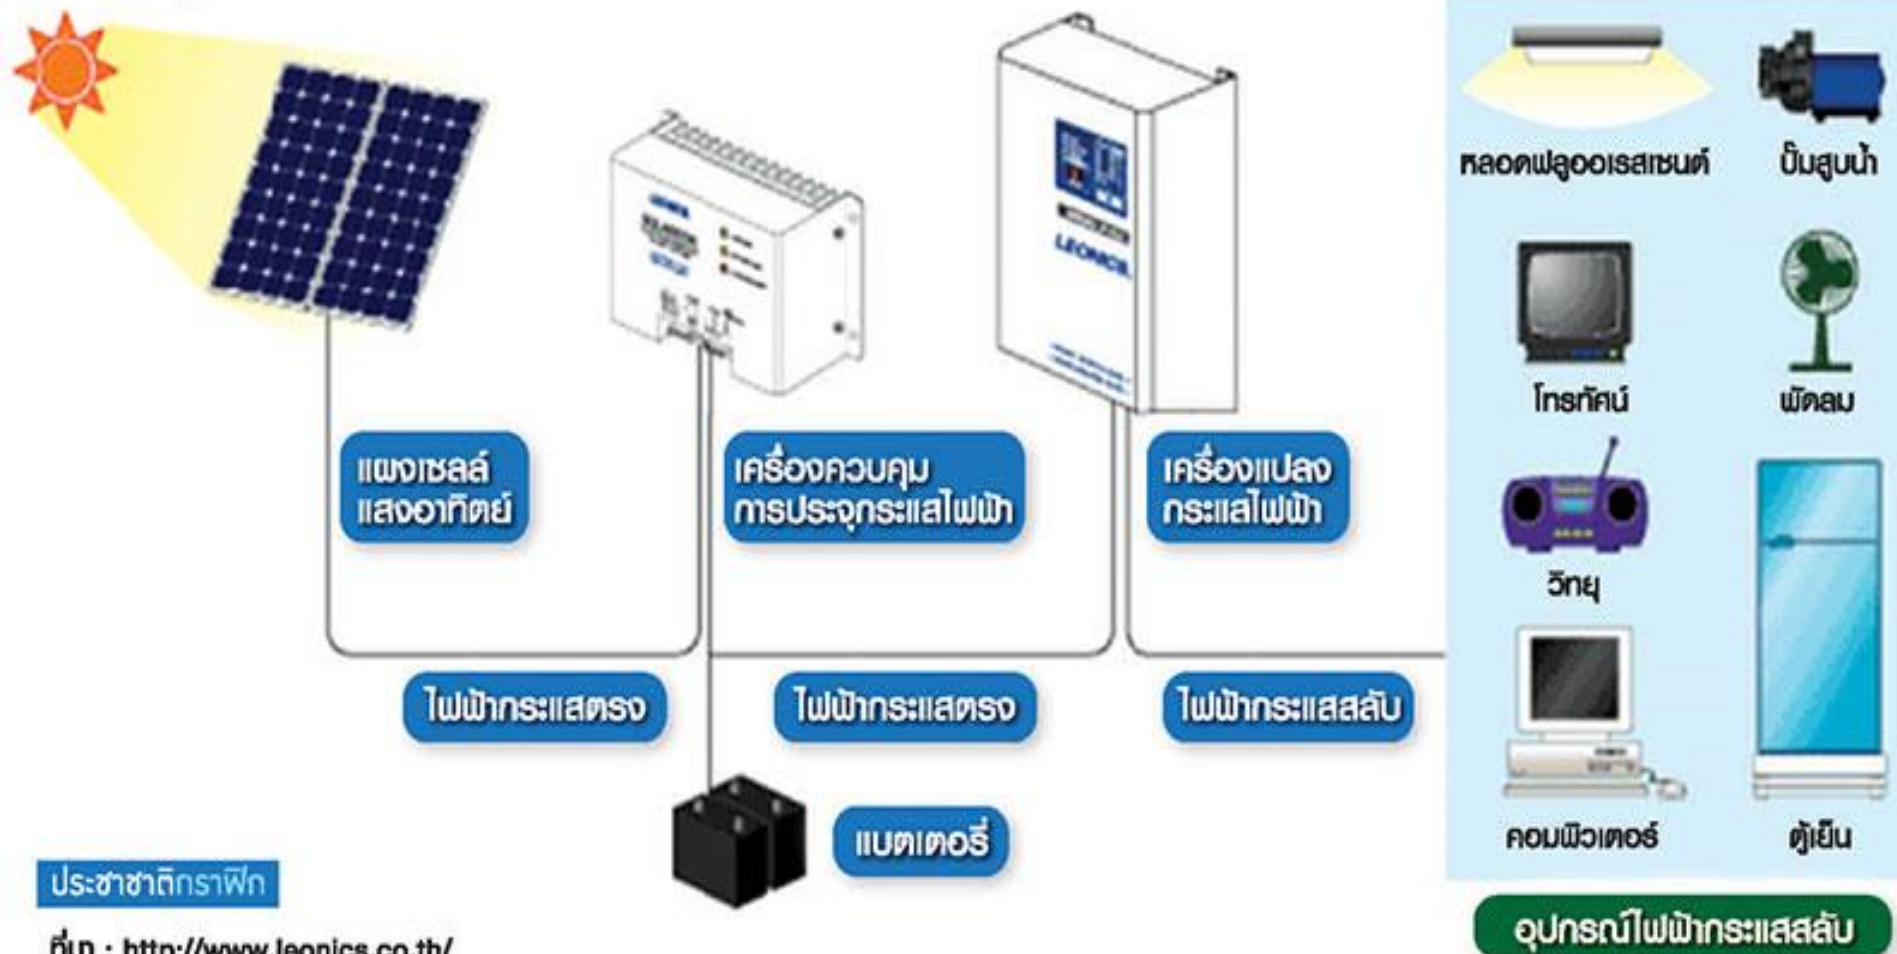 หลอดฟลูออเรสเซนต์
ปั๊มสูบน้ำ
LEONICS
โทรทัศน์
พัดลม
แผงเซลล์
แสงอาทิตย์
เครื่องควบคุม
การประจุกระแสไฟฟ้า
เครื่องแปลง
กระแสไฟฟ้า
วิทยุ
ไฟฟ้ากระแสตรง
ไฟฟ้ากระแสตรง
ไฟฟ้ากระแสสลับ
คอมพิวเตอร์
ตู้เย็น
แบตเตอรี่
ประชาชาติกราฟิก
อุปกรณ์ไฟฟ้ากระแสสลับ
ที่มา : http://www.leonics.co.th/